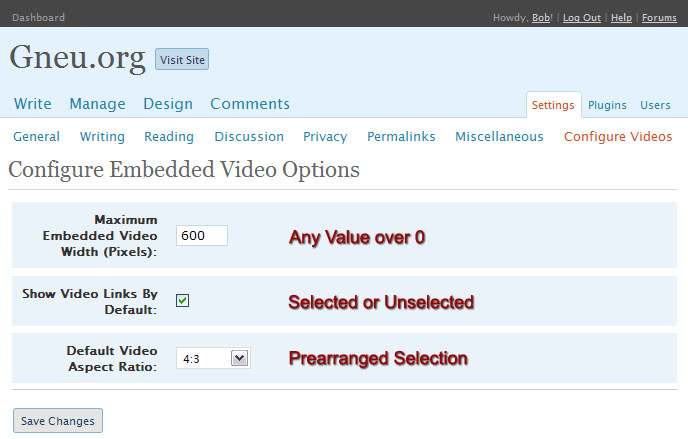 Dashboard
Howdy, Bob! | Log Out | Help | Forums
Gneu.org
Visit Site
Write Manage Design Comments
Settings Plugins Users
General Writing Reading Discussion Privacy Permalinks Miscellaneous Configure Videos
Configure Embedded Video Options
Maximum
Embedded Video
Width (Pixels):
600
Any Value over 0
Show Video Links By
Default:
Selected or Unselected
Default Video
Aspect Ratio:
4:3
Prearranged Selection
Save Changes